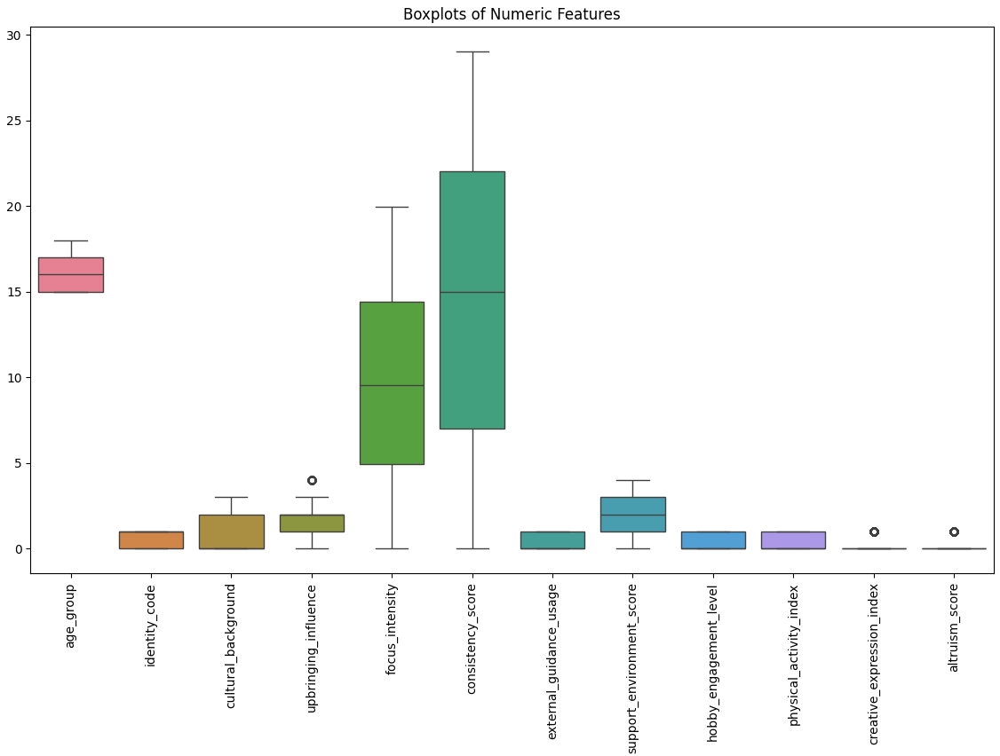 Boxplots of Numeric Features
30
25
20
15
10
5
0
age_group
identity_code
cultural_background
upbringing_influence
focus_intensity
consistency_score
external_guidance_usage
support_environment_score
hobby_engagement_level
physical_activity_index
creative_expression_index
altruism_score